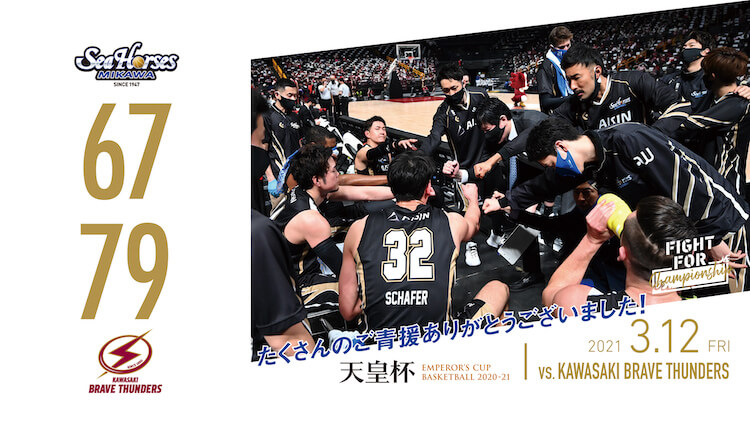 SeaHorses
MIKAWA
SINCE 1947
67
79
KAWASAKI
BRAVE THUNDERS
AISIN
AISIN
32
SCHAFER
FIGHT
FOR
Championship
たくさんのご青援ありがとうございました!
天皇杯
EMPEROR'S CUP
BASKETBALL 2020-21
2021 3.12 FRI
vs. KAWASAKI BRAVE THUNDERS